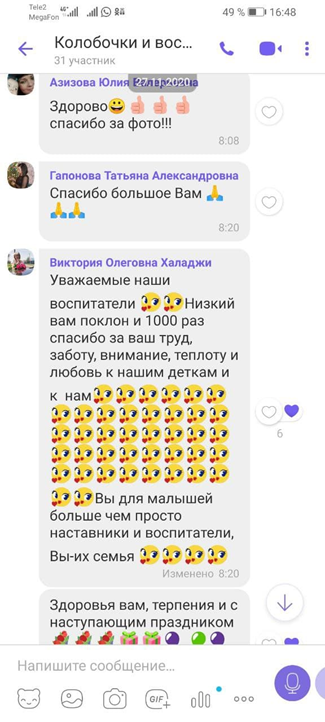 Tele2
MegaFon
4G+
49 %
16:48
Колобочки и вос...
31 участник
Азизова Юлия
27.11.2020
Здорово
спасибо за фото!!!
8:08
Гапонова Татьяна Александровна
Спасибо большое Вам
8:20
Виктория Олеговна Халаджи
Уважаемые наши
воспитатели Низкий
вам поклон и 1000 раз
спасибо за ваш труд,
заботу, внимание, теплоту и
любовь к нашим деткам и
к нам
Вы для малышей
больше чем просто
наставники и воспитатели,
Вы-их семья
Изменено 8:20
6
Здоровья вам, терпения и с
наступающим праздником
Напишите сообщение...
GIF+